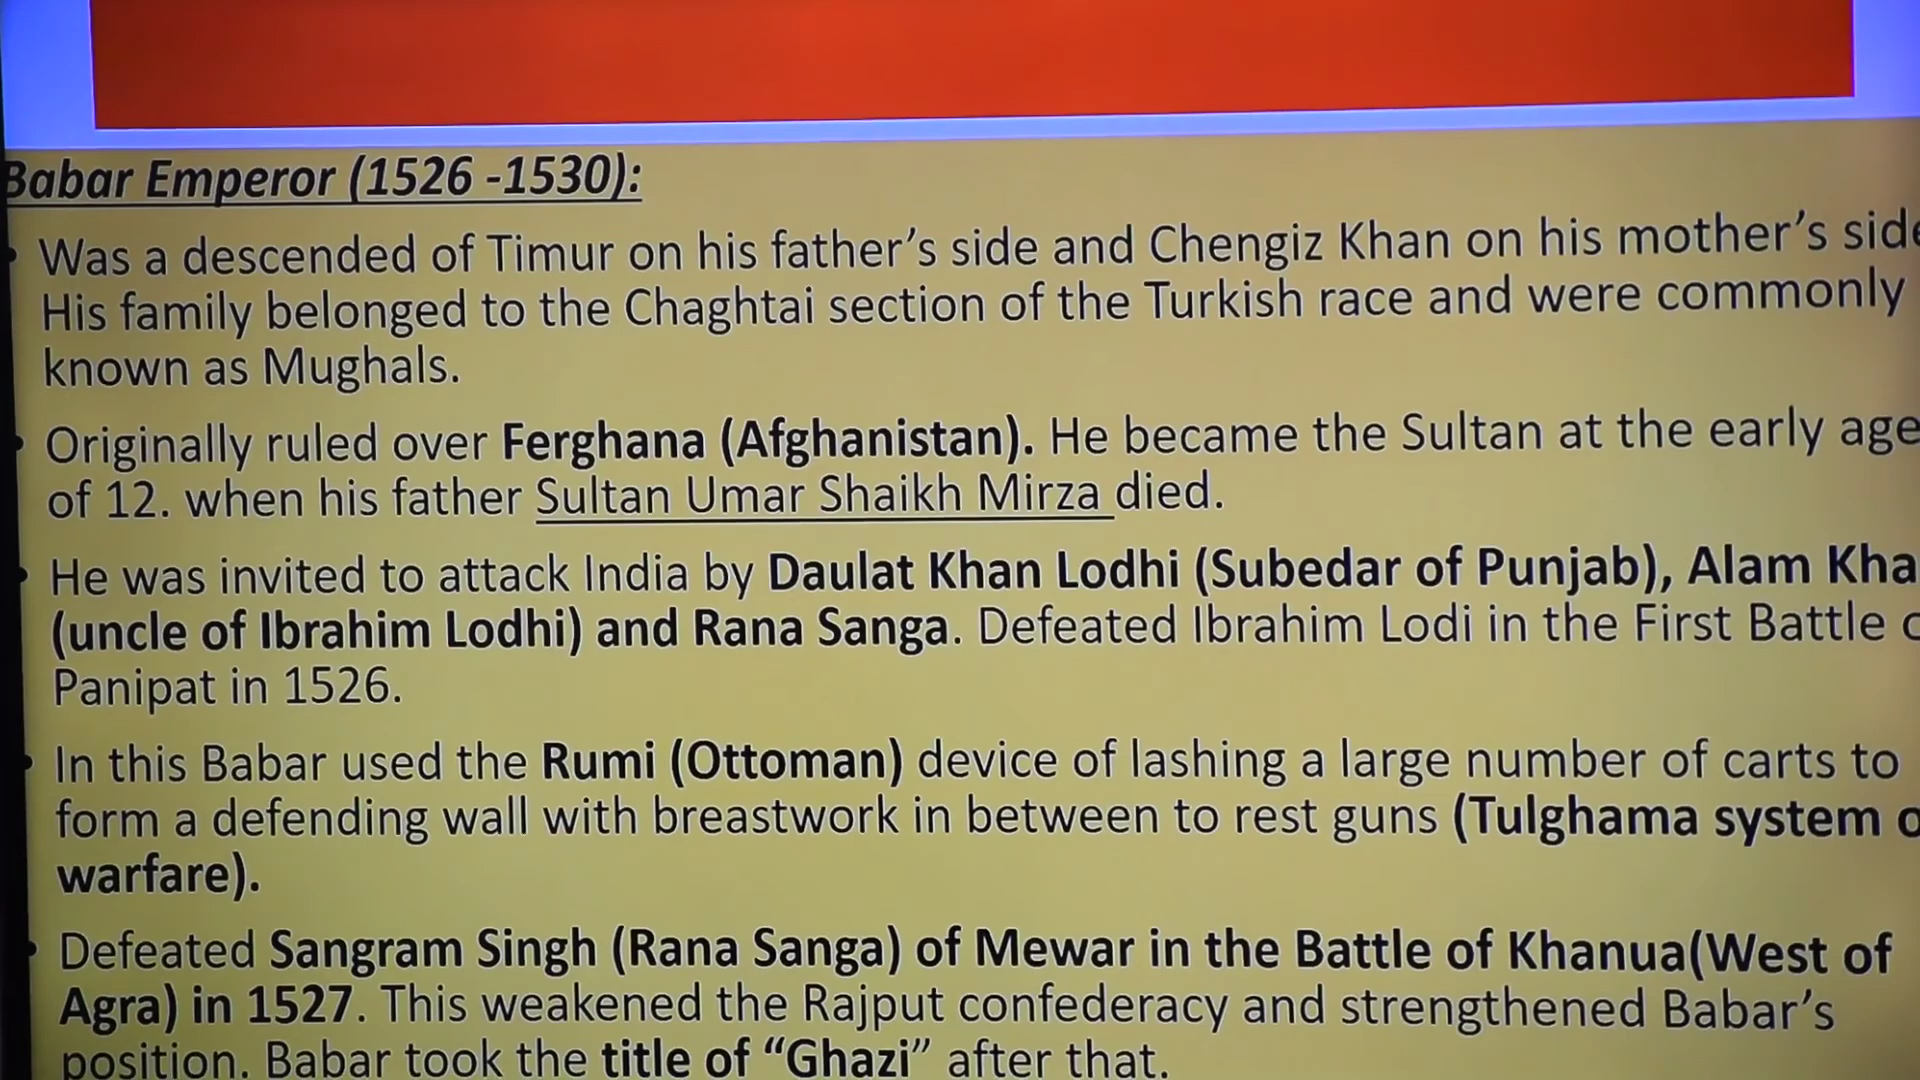 Babar Emperor (1526 -1530):
Was a descended of Timur on his father's side and Chengiz Khan on his mother's side
His family belonged to the Chaghtai section of the Turkish race and were commonly
known as Mughals.
Originally ruled over Ferghana (Afghanistan). He became the Sultan at the early age
of 12. when his father Sultan Umar Shaikh Mirza died.
He was invited to attack India by Daulat Khan Lodhi (Subedar of Punjab), Alam
(uncle of Ibrahim Lodhi) and Rana Sanga. Defeated Ibrahim Lodi in the First Battle
Panipat in 1526.
In this Babar used the Rumi (Ottoman) device of lashing a large number of carts to
form a defending wall with breastwork in between to rest guns (Tulghama system
warfare).
Defeated Sangram Singh (Rana Sanga) of Mewar in the Battle of Khanua(West of
Agra) in 1527. This weakened the Rajput confederacy and strengthened Babar's
position. Babar took the title of “Ghazi” after that.